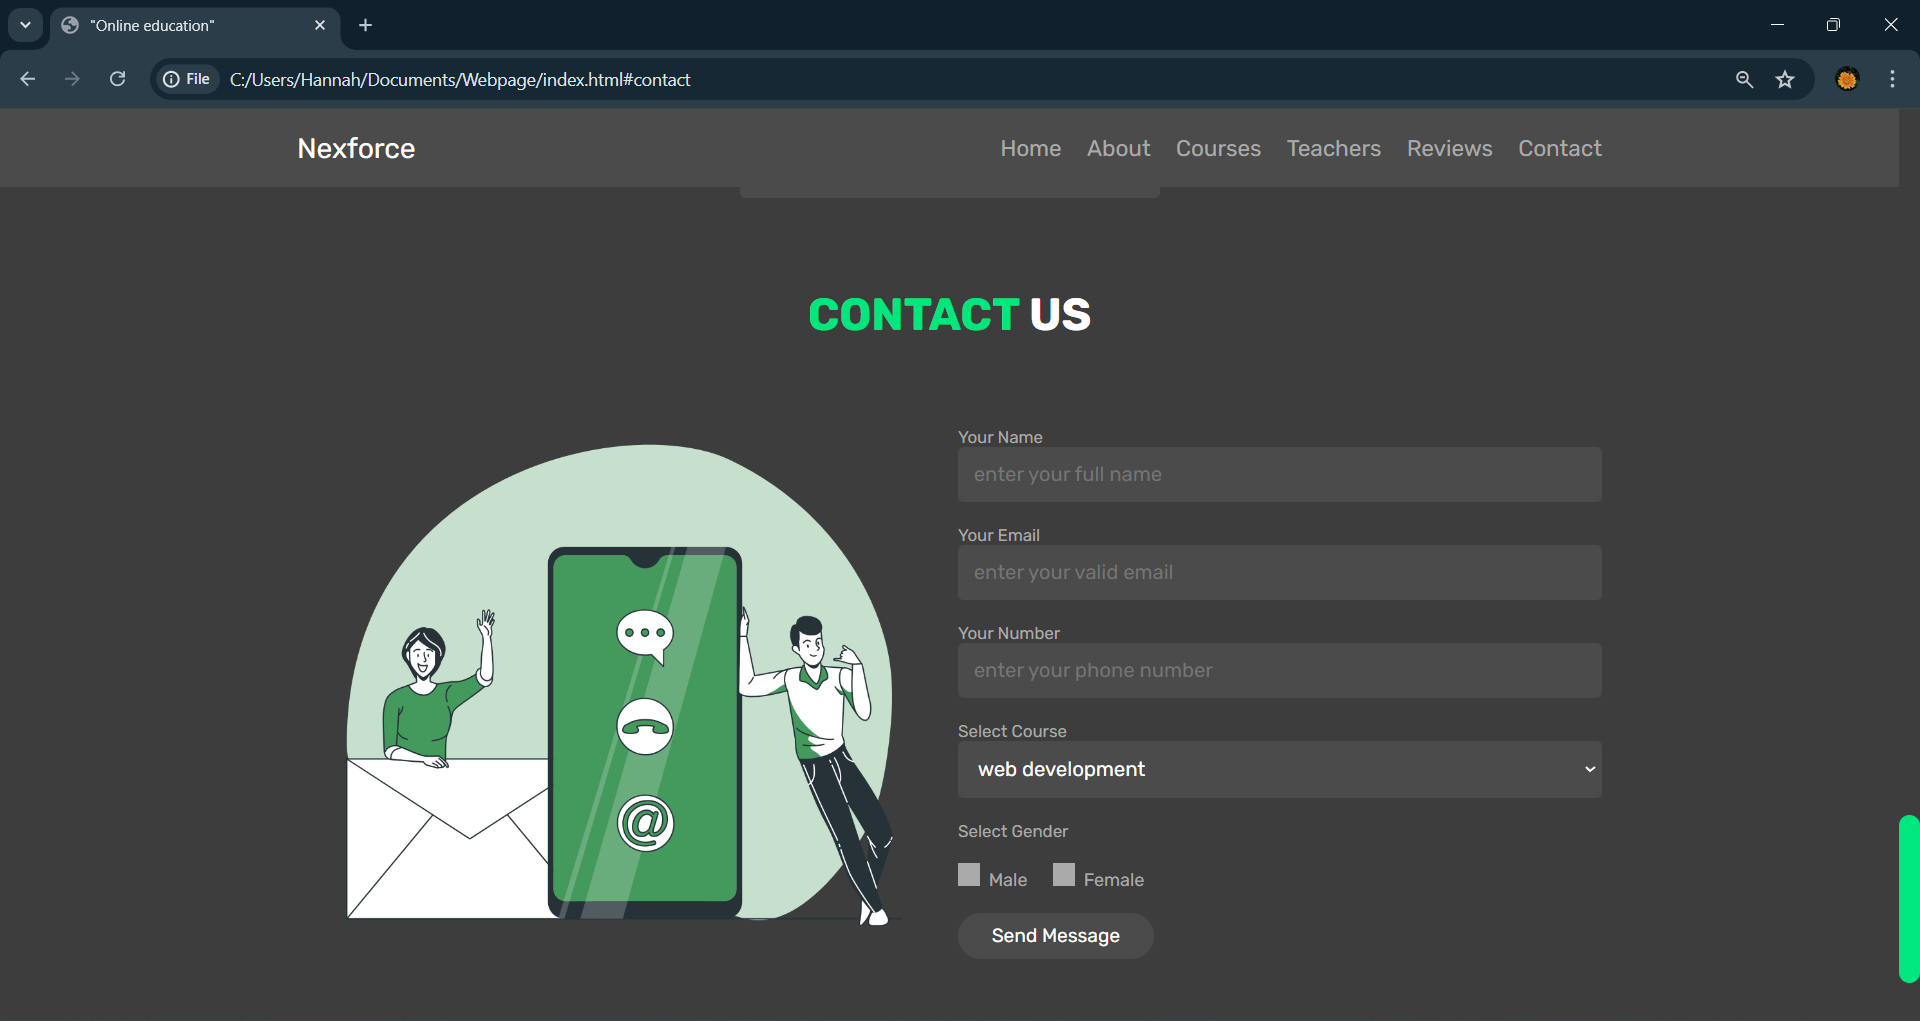 "Online education"
File C:/Users/Hannah/Documents/Webpage/index.html#contact
Nexforce
Home About Courses Teachers Reviews Contact
CONTACT US
Your Name
enter your full name
Your Email
enter your valid email
Your Number
enter your phone number
Select Course
web development
Select Gender
Male Female
Send Message
@